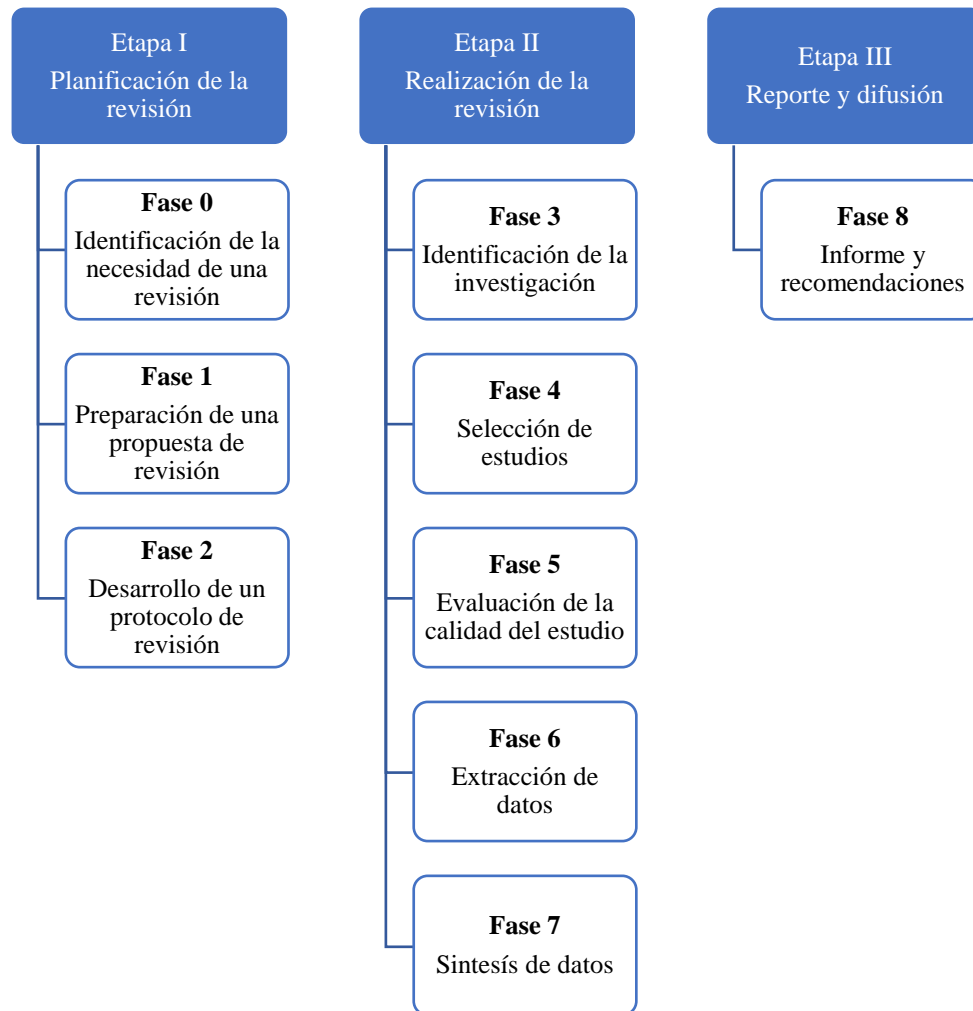 Etapa I
Planificación de la
revisión
Fase 0
Identificación de la
necesidad de una
revisión
Fase 1
Preparación de una
propuesta de
revisión
Fase 2
Desarrollo de un
protocolo de
revisión
Etapa II
Realización de la
revisión
Fase 3
Identificación de la
investigación
Fase 4
Selección de
estudios
Fase 5
Evaluación de la
calidad del estudio
Fase 6
Extracción de
datos
Fase 7
Sintesís de datos
Etapa III
Reporte y difusión
Fase 8
Informe y
recomendaciones